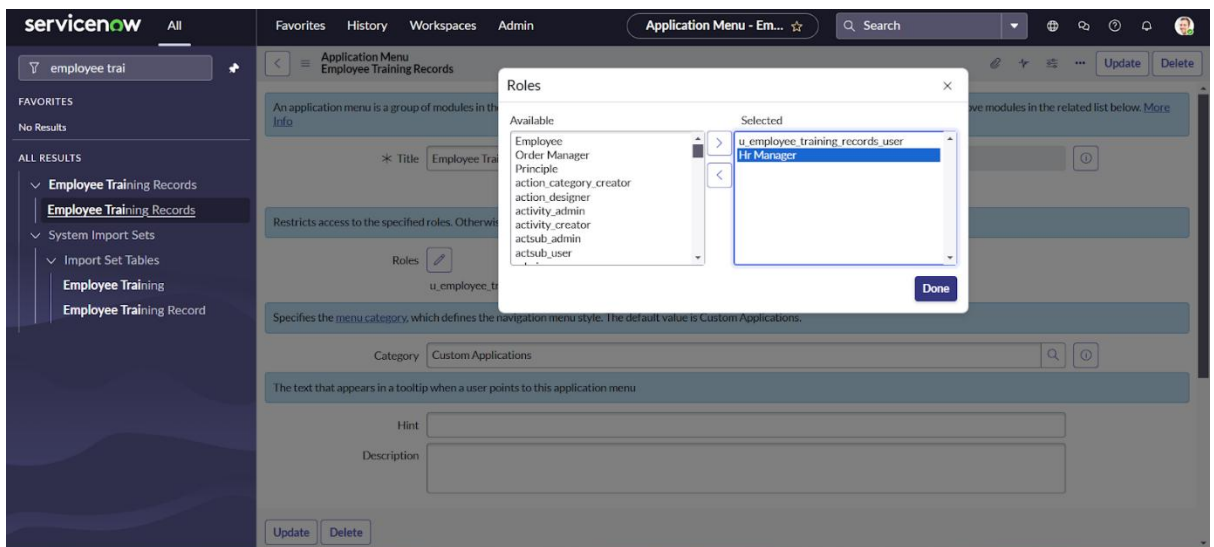 servicenow All Favorites History Workspaces Admin Application Menu - Em... Search
employee trai
FAVORITES
No Results
ALL RESULTS
Employee Training Records
Employee Training Records
System Import Sets
Import Set Tables
Employee Training
Employee Training Record
Application Menu
Employee Training Records
Update Delete
An application menu is a group of modules in th
ove modules in the related list below. More
Info
Title Employee Trai
Restricts access to the specified roles. Otherwis
Roles
u_employee_tr
Specifies the menu category, which defines the navigation menu style. The default value is Custom Applications.
Category Custom Applications
The text that appears in a tooltip when a user points to this application menu
Hint
Description
Update Delete
Roles
Available
Employee
Order Manager
Principle
action_category_creator
action_designer
activity_admin
activity_creator
actsub_admin
actsub_user
Selected
u_employee_training_records_user
Hr Manager
Done